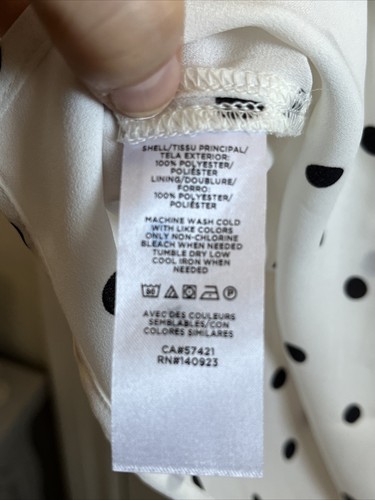 SHELL/TISSU PRINCIPAL/
TELA EXTERIOR:
100% POLYESTER/
POLIÉSTER
LINING/DOUBLURE/
FORRO:
100% POLYESTER/
POLIÉSTER
MACHINE WASH COLD
WITH LIKE COLORS
ONLY NON-CHLORINE
BLEACH WHEN NEEDED
TUMBLE DRY LOW
COOL IRON WHEN
NEEDED
AVEC DES COULEURS
SEMBLABLES/CON
COLORES SIMILARES
CA#57421
RN#140923